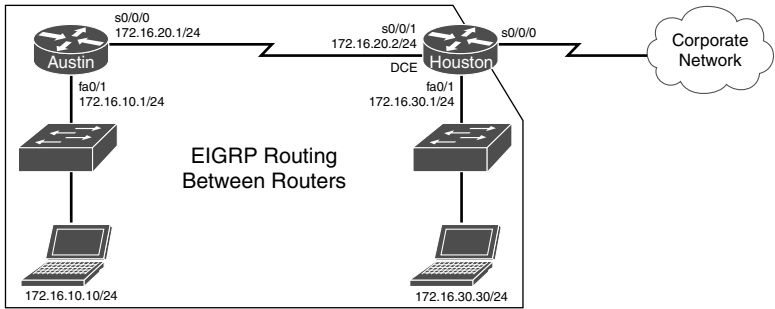 s0/0/0
172.16.20.1/24
Austin
fa0/1
172.16.10.1/24
s0/0/1
172.16.20.2/24
DCE
Houston
s0/0/0
fa0/1
172.16.30.1/24
Corporate
Network
EIGRP Routing
Between Routers
172.16.10.10/24
172.16.30.30/24